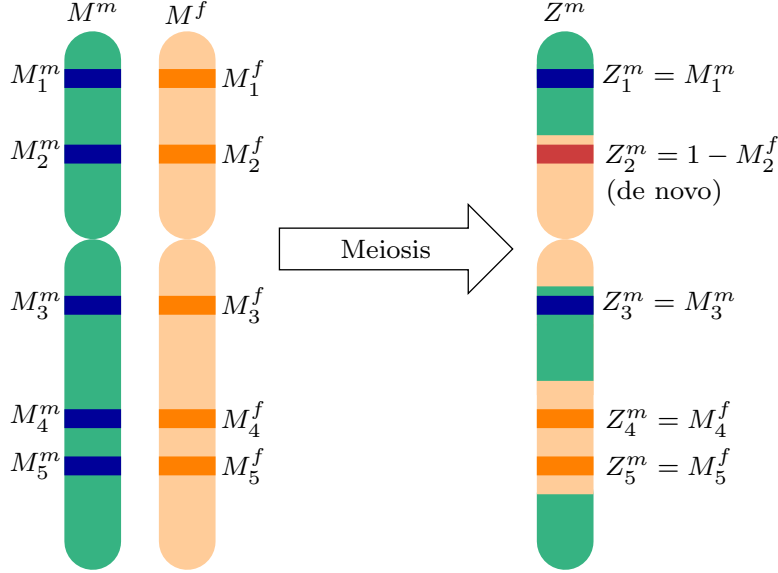 M^m M^f Z^m
M_1^m M_1^f Z_1^m = M_1^m
M_2^m M_2^f Z_2^m = 1 − M_2^f
(de novo)
Meiosis
M_3^m M_3^f Z_3^m = M_3^m
M_4^m M_4^f Z_4^m = M_4^f
M_5^m M_5^f Z_5^m = M_5^f